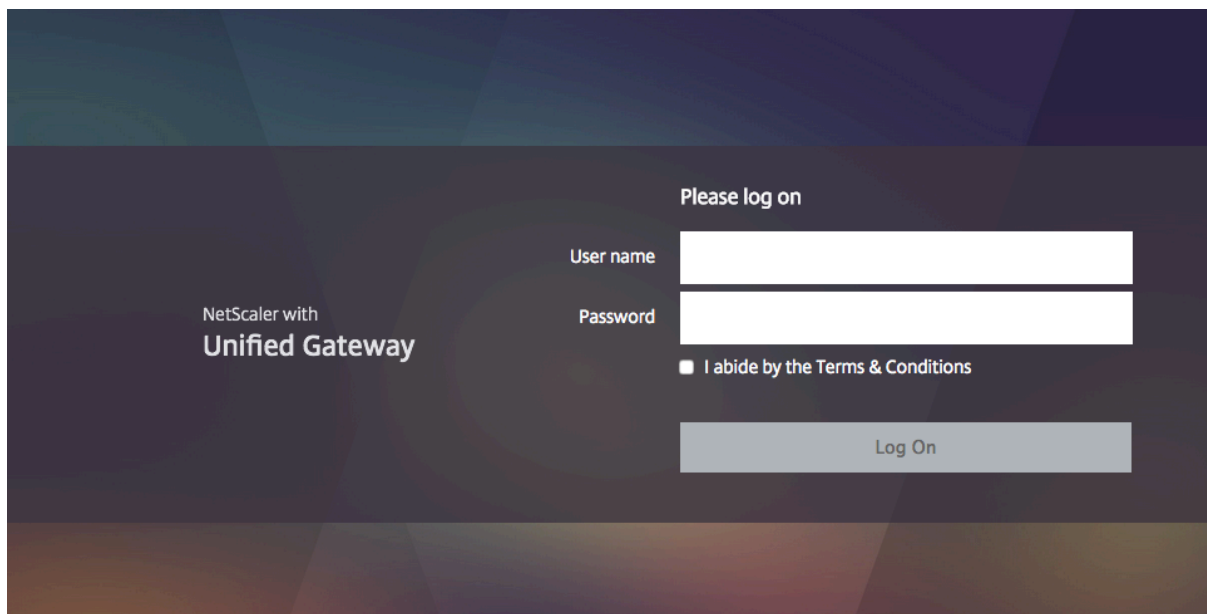 Please log on
User name
NetScaler with
Unified Gateway
Password
I abide by the Terms & Conditions
Log On